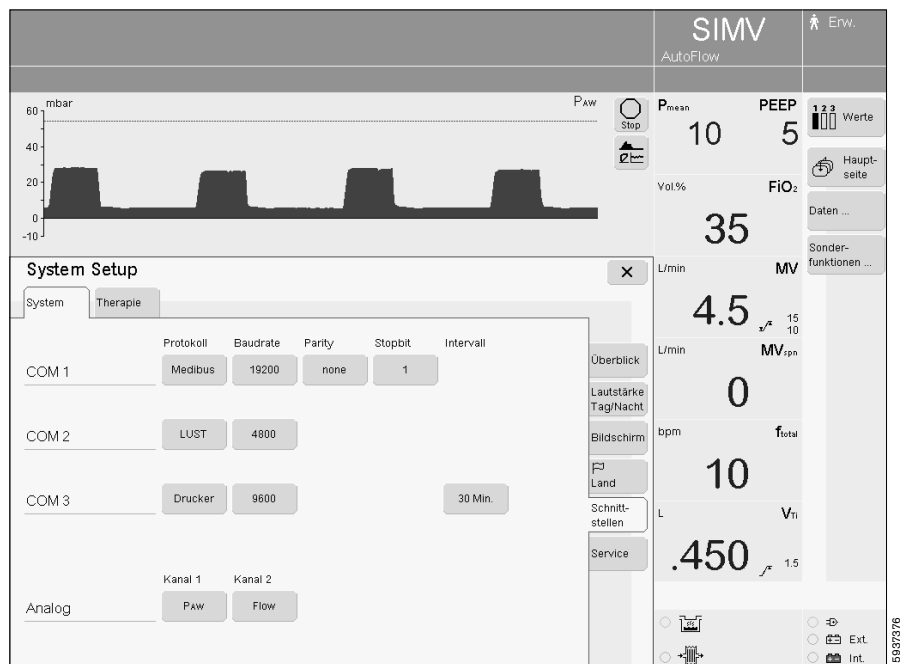 SIMV
AutoFlow
Erw.
mbar
PAW
60
40
20
0
-10
Stop
Pmean PEEP
10 5
Vol.% FiO2
35
L/min MV
4.5
15
10
L/min MVspn
0
bpm ftotal
10
L VTi
.450
1.5
1 2 3
Werte
Haupt-
seite
Daten ...
Sonder-
funktionen ...
System Setup
System Therapie
Protokoll Baudrate Parity Stopbit Intervall
COM 1 Medibus 19200 none 1
COM 2 LUST 4800
COM 3 Drucker 9600 30 Min.
Kanal 1 Kanal 2
Analog PAW Flow
Überblick
Lautstärke
Tag/Nacht
Bildschirm
Land
Schnitt-
stellen
Service
Ext.
Int.
5937376